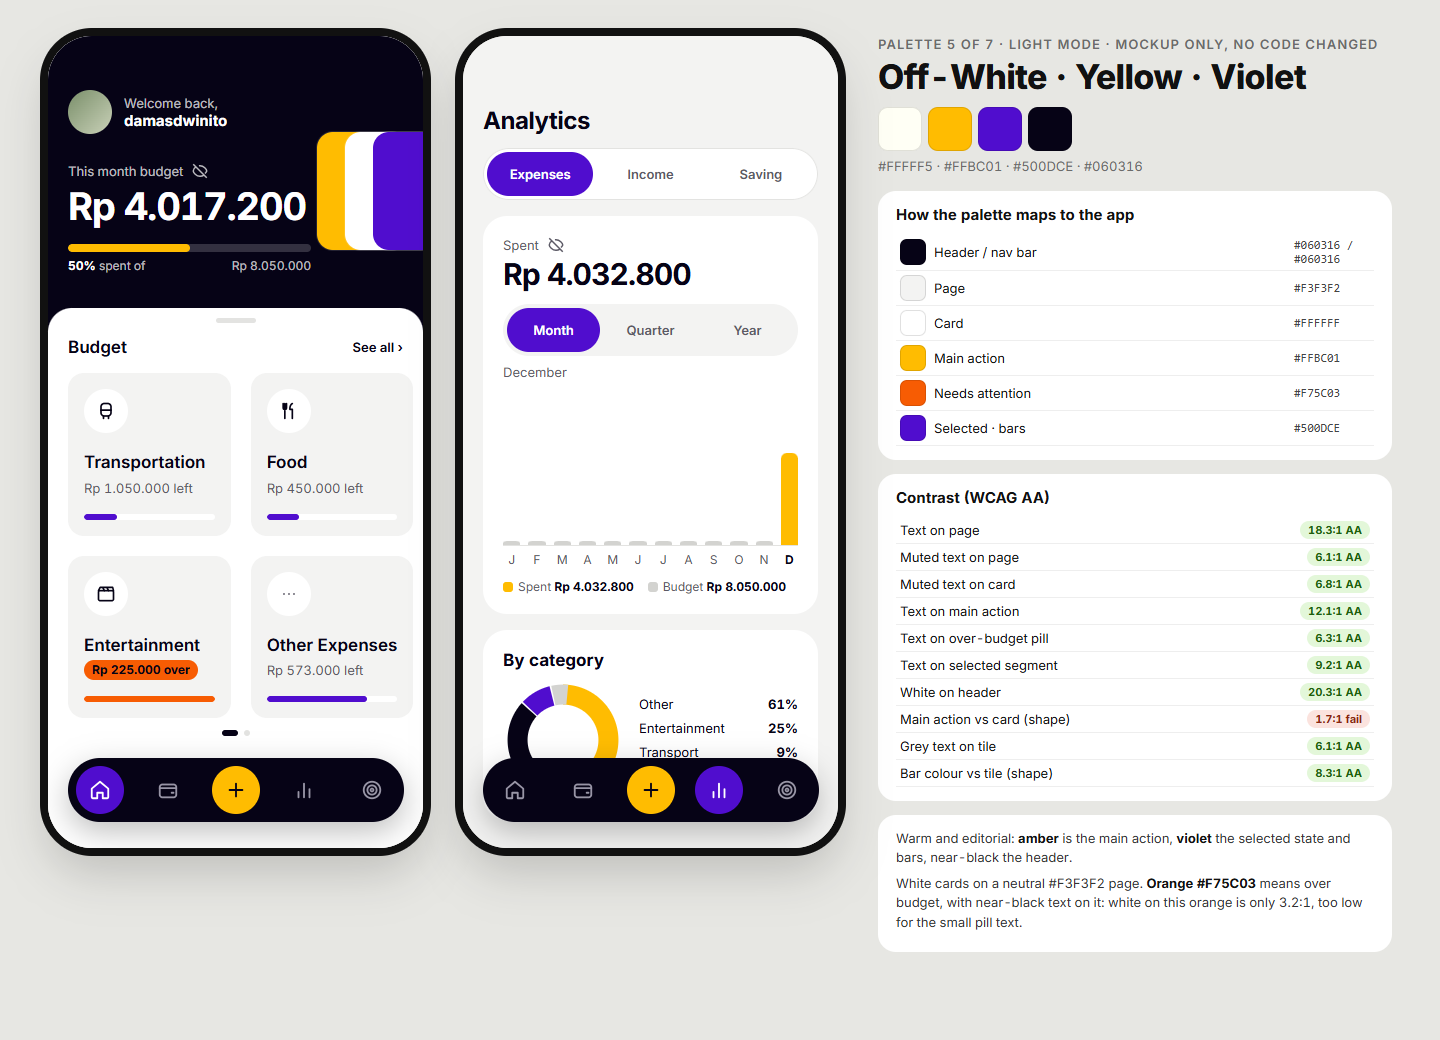 Welcome back,
damasdwinito
This month budget
Rp 4.017.200
50% spent of
Rp 8.050.000
Budget
See all ›
Transportation
Rp 1.050.000 left
Food
Rp 450.000 left
Entertainment
Rp 225.000 over
Other Expenses
Rp 573.000 left
Analytics
Expenses
Income
Saving
Spent
Rp 4.032.800
Month
Quarter
Year
December
J F M A M J J A S O N D
Spent Rp 4.032.800
Budget Rp 8.050.000
By category
Other 61%
Entertainment 25%
Transport 9%
PALETTE 5 OF 7 · LIGHT MODE · MOCKUP ONLY, NO CODE CHANGED
Off-White · Yellow · Violet
#FFFFF5 · #FFBC01 · #500DCE · #060316
How the palette maps to the app
Header / nav bar
#060316 /
#060316
Page #F3F3F2
Card #FFFFFF
Main action #FFBC01
Needs attention #F75C03
Selected · bars #500DCE
Contrast (WCAG AA)
Text on page 18.3:1 AA
Muted text on page 6.1:1 AA
Muted text on card 6.8:1 AA
Text on main action 12.1:1 AA
Text on over-budget pill 6.3:1 AA
Text on selected segment 9.2:1 AA
White on header 20.3:1 AA
Main action vs card (shape) 1.7:1 fail
Grey text on tile 6.1:1 AA
Bar colour vs tile (shape) 8.3:1 AA
Warm and editorial: amber is the main action, violet the selected state and
bars, near-black the header.
White cards on a neutral #F3F3F2 page. Orange #F75C03 means over
budget, with near-black text on it: white on this orange is only 3.2:1, too low
for the small pill text.